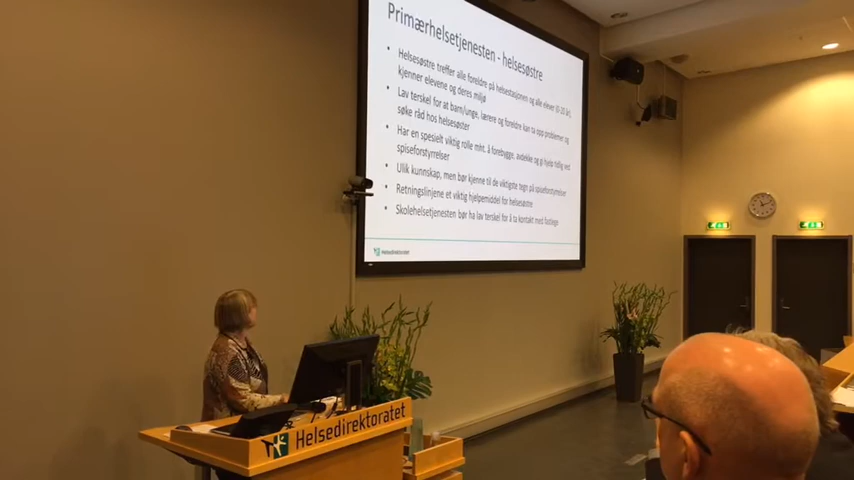 Primærhelsetjenesten - helsesøstre
• Helsesøstre treffer alle foreldre på helsestasjonen og alle elever (0-20 år),
kjenner elevene og deres miljø
• Lav terskel for at barn/unge, lærere og foreldre kan ta opp problemer og
søke råd hos helsesøster
• Har en spesielt viktig rolle mht. å forebygge, avdekke og gi hjelp tidlig ved
spiseforstyrrelser
• Ulik kunnskap, men bør kjenne til de viktigste tegn på spiseforstyrrelser
• Retningslinjene et viktig hjelpemiddel for helsesøstre
• Skolehelsetjenesten bør ha lav terskel for å ta kontakt med fastlege
Helsedirektoratet
Helsedirektoratet